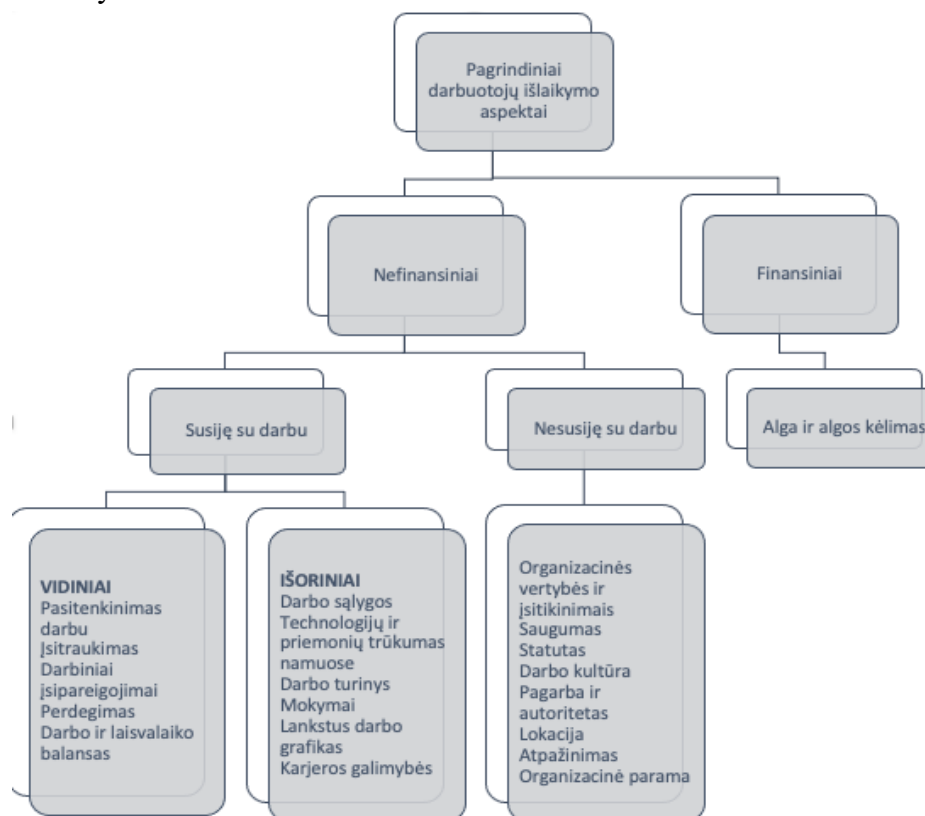 Pagrindiniai
darbuotojų išlaikymo
aspektai
Nefinansiniai
Finansiniai
Susiję su darbu
Nesusiję su darbu
Alga ir algos kėlimas
VIDINIAI
Pasitenkinimas
darbu
Įsitraukimas
Darbiniai
įsipareigojimai
Perdegimas
Darbo ir laisvalaiko
balansas
IŠORINIAI
Darbo sąlygos
Technologijų ir
priemonių trūkumas
namuose
Darbo turinys
Mokymai
Lankstus darbo
grafikas
Karjeros galimybės
Organizacinės
vertybės ir
įsitikinimais
Saugumas
Statutas
Darbo kultūra
Pagarba ir
autoritetas
Lokacija
Atpažinimas
Organizacinė parama